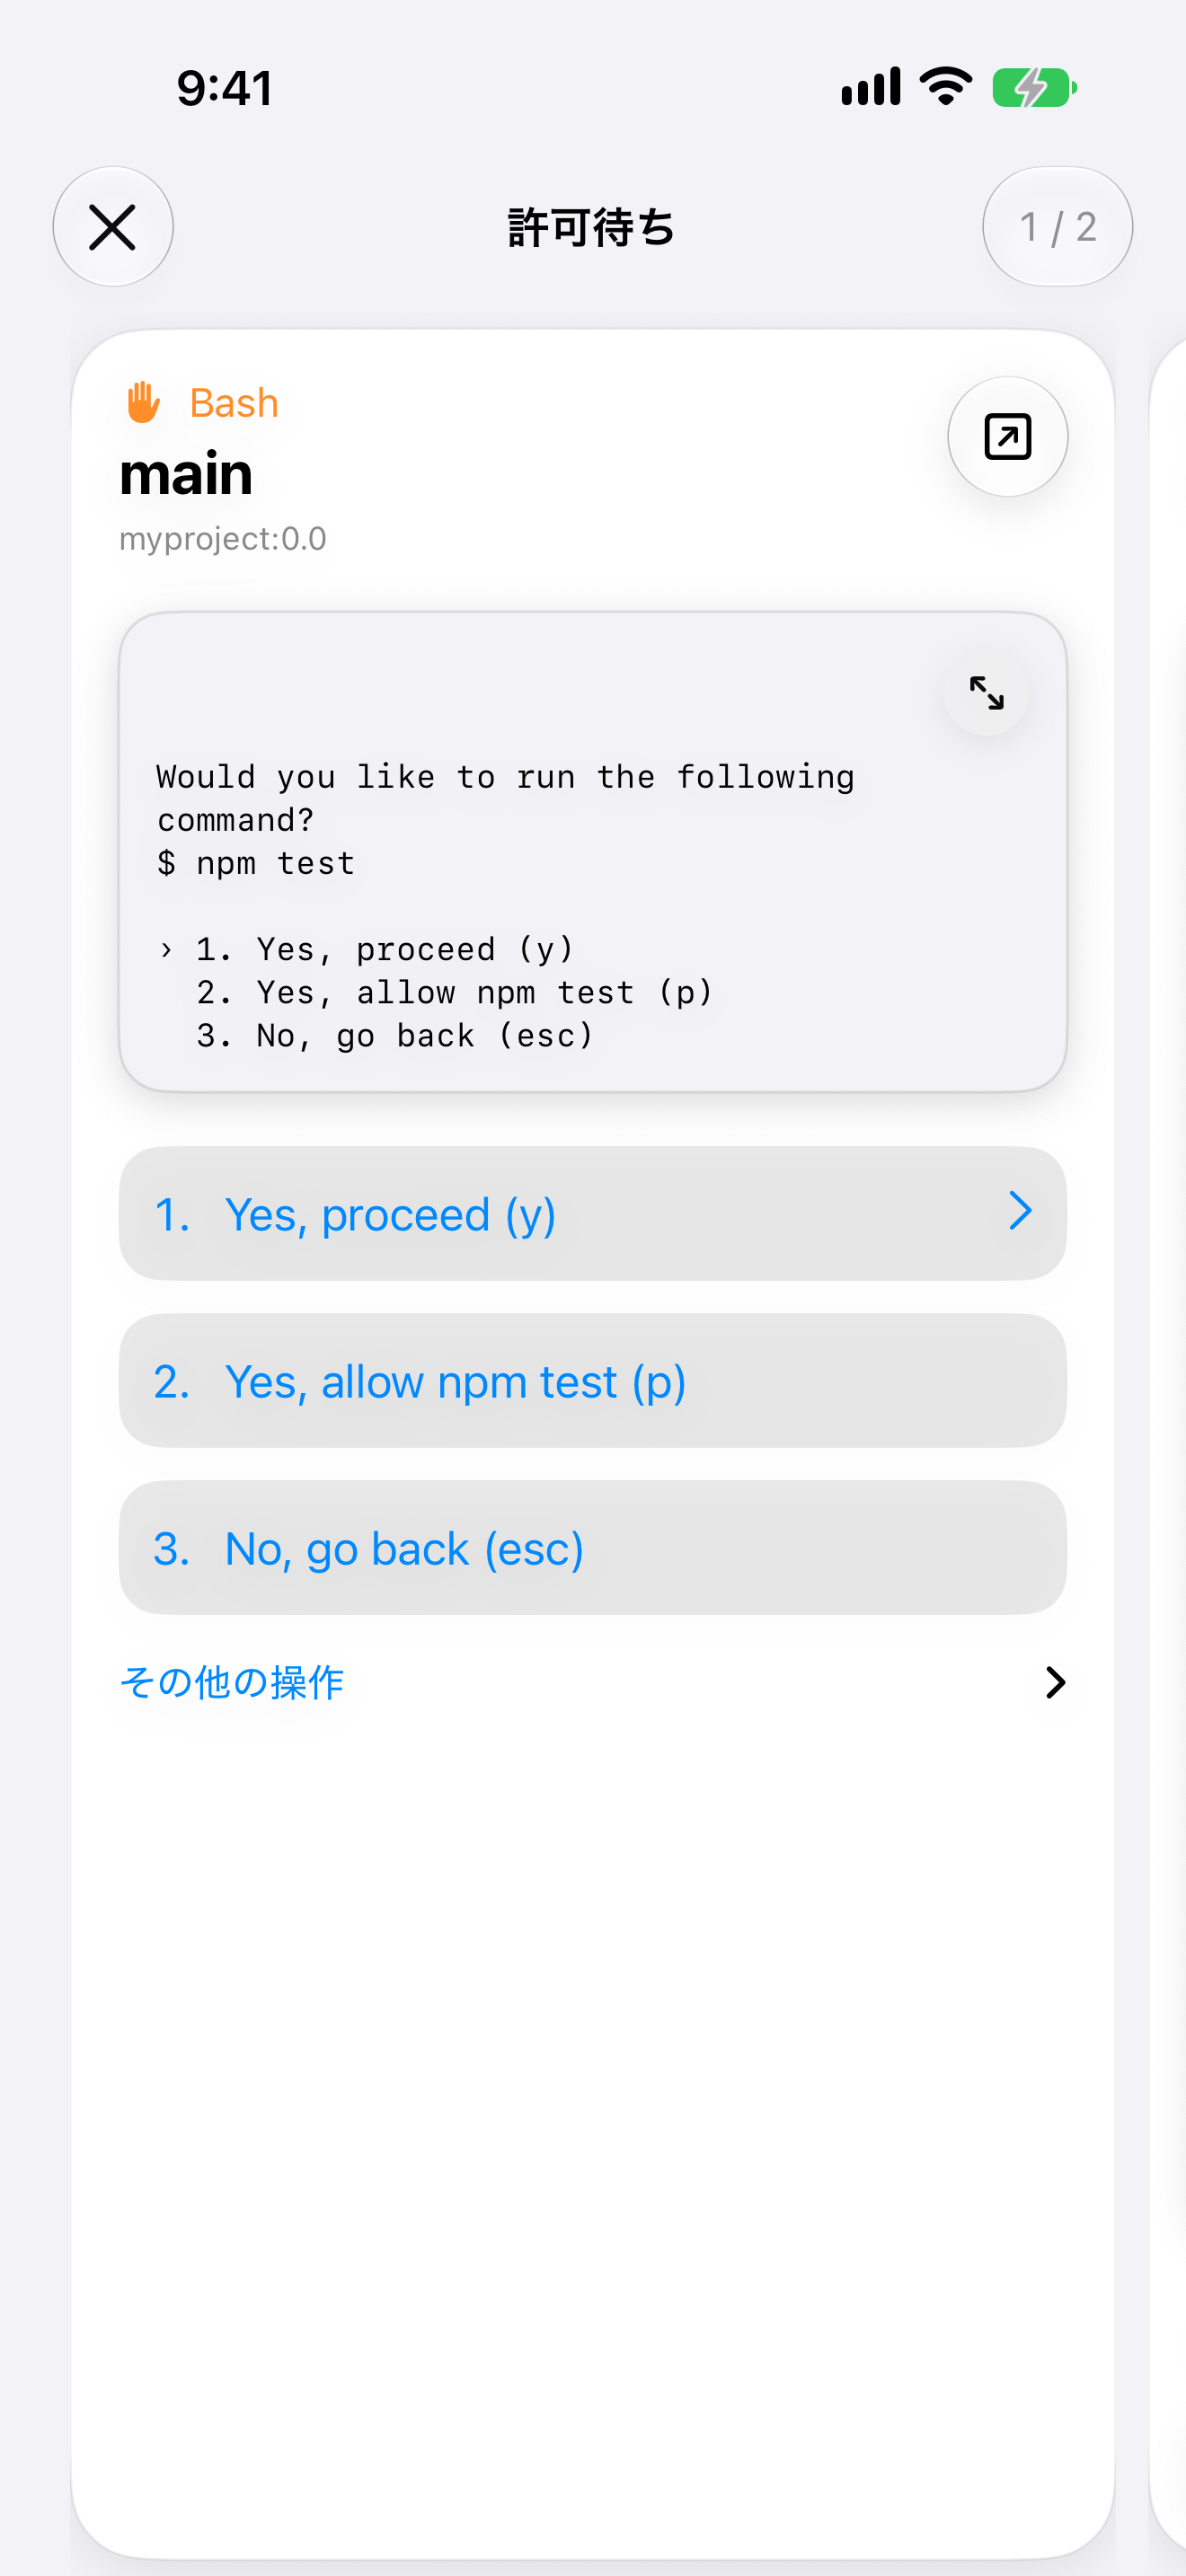 9:41
許可待ち
1 / 2
Bash
main
myproject:0.0
Would you like to run the following
command?
$ npm test
› 1. Yes, proceed (y)
2. Yes, allow npm test (p)
3. No, go back (esc)
1. Yes, proceed (y)
2. Yes, allow npm test (p)
3. No, go back (esc)
その他の操作